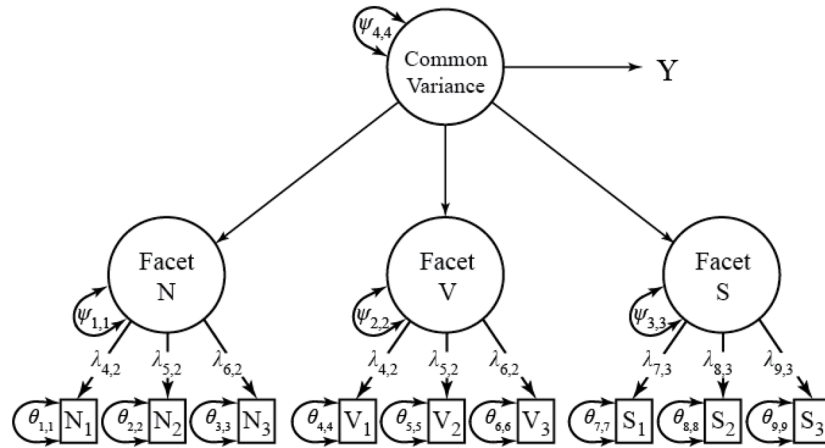 ψ4,4
Common
Variance
Y
Facet
N
Facet
V
Facet
S
ψ1,1
ψ2,2
ψ3,3
λ4,2 λ5,2 λ6,2 λ4,2 λ5,2 λ6,2 λ7,3 λ8,3 λ9,3
θ1,1 N1 θ2,2 N2 θ3,3 N3 θ4,4 V1 θ5,5 V2 θ6,6 V3 θ7,7 S1 θ8,8 S2 θ9,9 S3